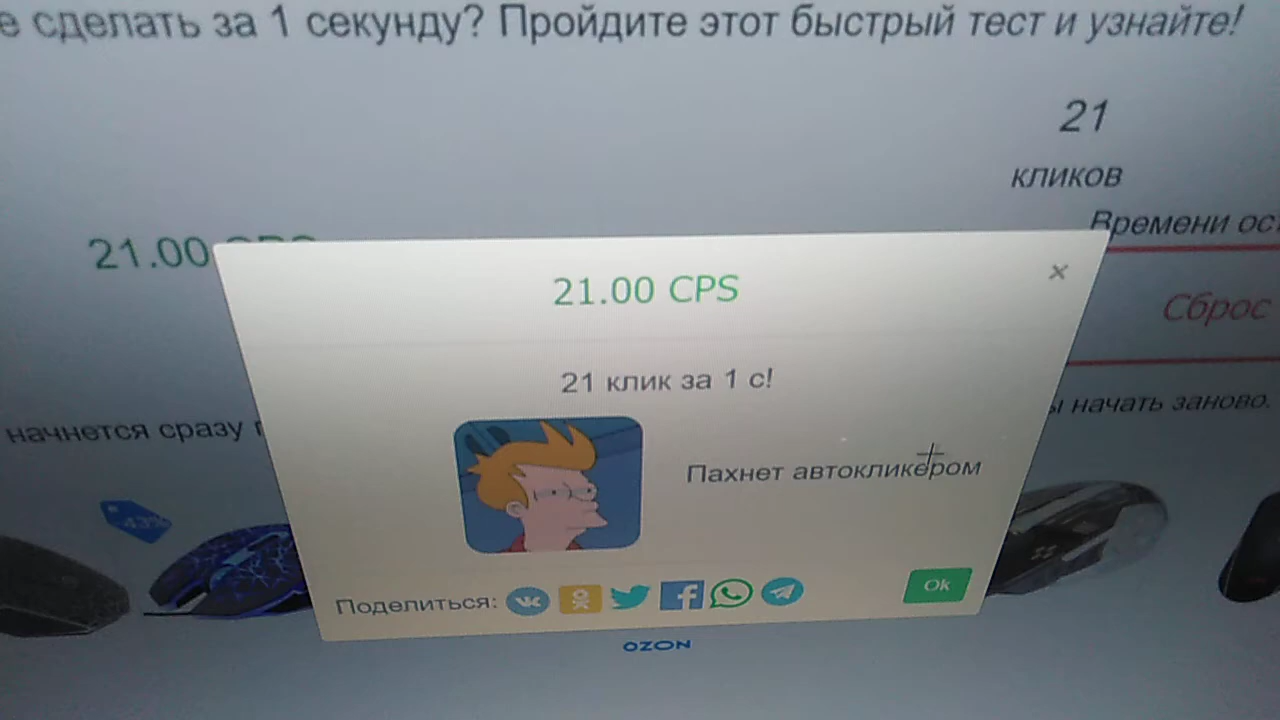 е сделать за 1 секунду? Пройдите этот быстрый тест и узнайте!
21
кликов
Времени
21.00
21.00 CPS
×
Сброс
21 клик за 1 с!
начнется сразу
начать заново.
Пахнет автокликером
-43%
Ok
Поделиться:
OZON